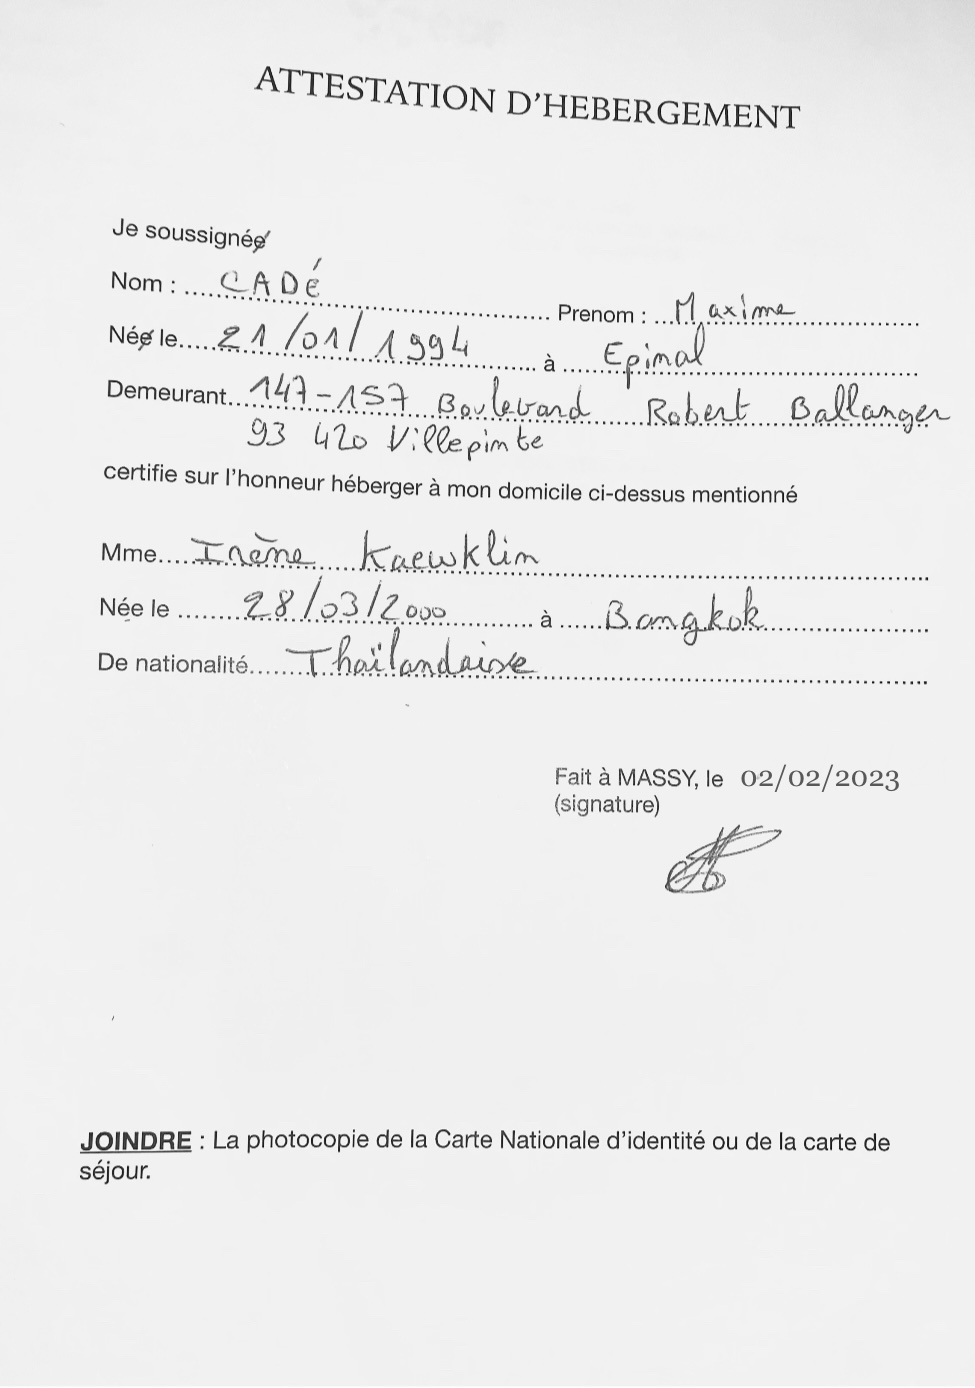 ATTESTATION D'HEBERGEMENT
Je soussignée
Nom : .... CADÉ .... Prenom : ... Maxime ....
Née le.... 21/01/1994 .... à .... Epinal ....
Demeurant.. 147-157 Boulevard Robert Ballanger
93 420 Villepinte
certifie sur l'honneur héberger à mon domicile ci-dessus mentionné
Mme.... Irène Kaewklin ....
Née le .... 28/03/2000 .... à .... Bangkok ....
De nationalité.... Thaïlandaise ....
Fait à MASSY, le 02/02/2023
(signature)
JOINDRE : La photocopie de la Carte Nationale d'identité ou de la carte de
séjour.